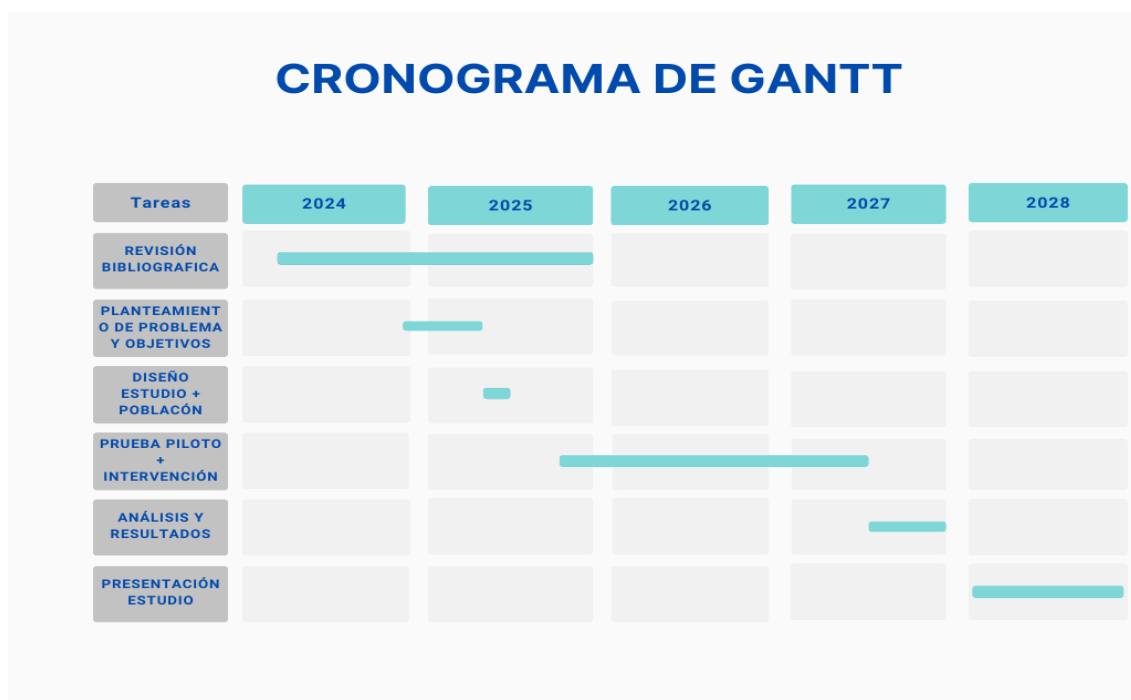 CRONOGRAMA DE GANTT
Tareas
2024
2025
2026
2027
2028
REVISIÓN
BIBLIOGRAFICA
PLANTEAMIENT
O DE PROBLEMA
Y OBJETIVOS
DISEÑO
ESTUDIO +
POBLACÓN
PRUEBA PILOTO
+
INTERVENCIÓN
ANÁLISIS Y
RESULTADOS
PRESENTACIÓN
ESTUDIO